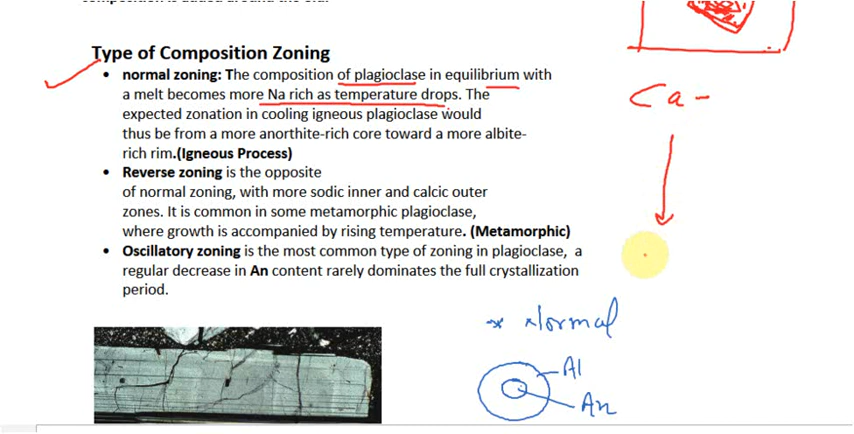 Type of Composition Zoning
• normal zoning: The composition of plagioclase in equilibrium with
a melt becomes more Na rich as temperature drops. The
expected zonation in cooling igneous plagioclase would
thus be from a more anorthite-rich core toward a more albite-
rich rim.(Igneous Process)
• Reverse zoning is the opposite
of normal zoning, with more sodic inner and calcic outer
zones. It is common in some metamorphic plagioclase,
where growth is accompanied by rising temperature. (Metamorphic)
• Oscillatory zoning is the most common type of zoning in plagioclase, a
regular decrease in An content rarely dominates the full crystallization
period.
Ca -
* Normal
Al
An